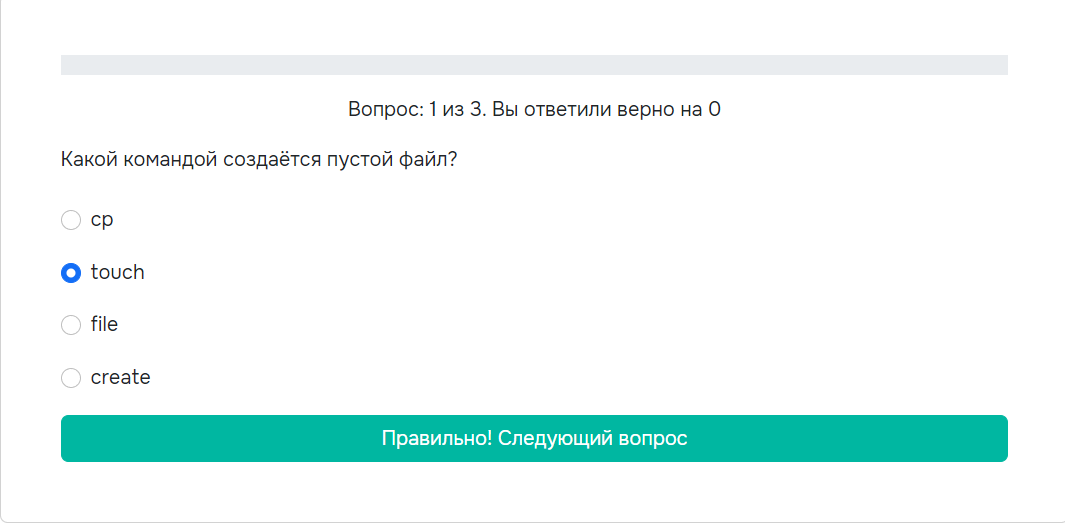 Вопрос: 1 из 3. Вы ответили верно на 0
Какой командой создаётся пустой файл?
cp
touch
file
create
Правильно! Следующий вопрос